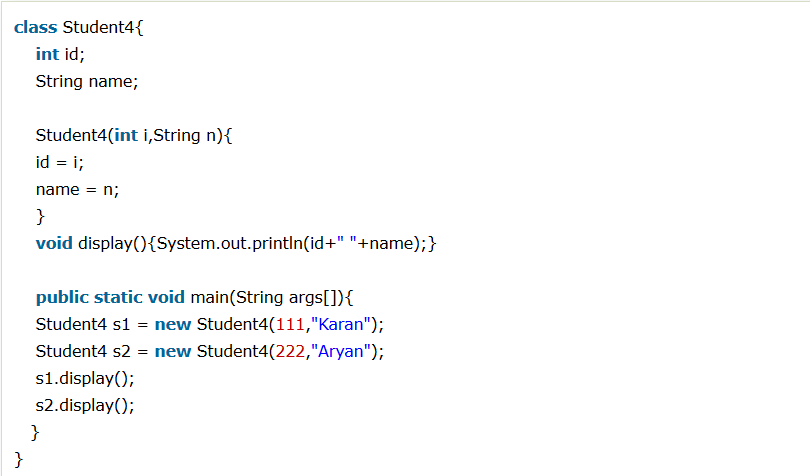 class Student4{
int id;
String name;
Student4(int i,String n){
id = i;
name = n;
}
void display(){System.out.println(id+" "+name);}
public static void main(String args[]){
Student4 s1 = new Student4(111,"Karan");
Student4 s2 = new Student4(222,"Aryan");
s1.display();
s2.display();
}
}